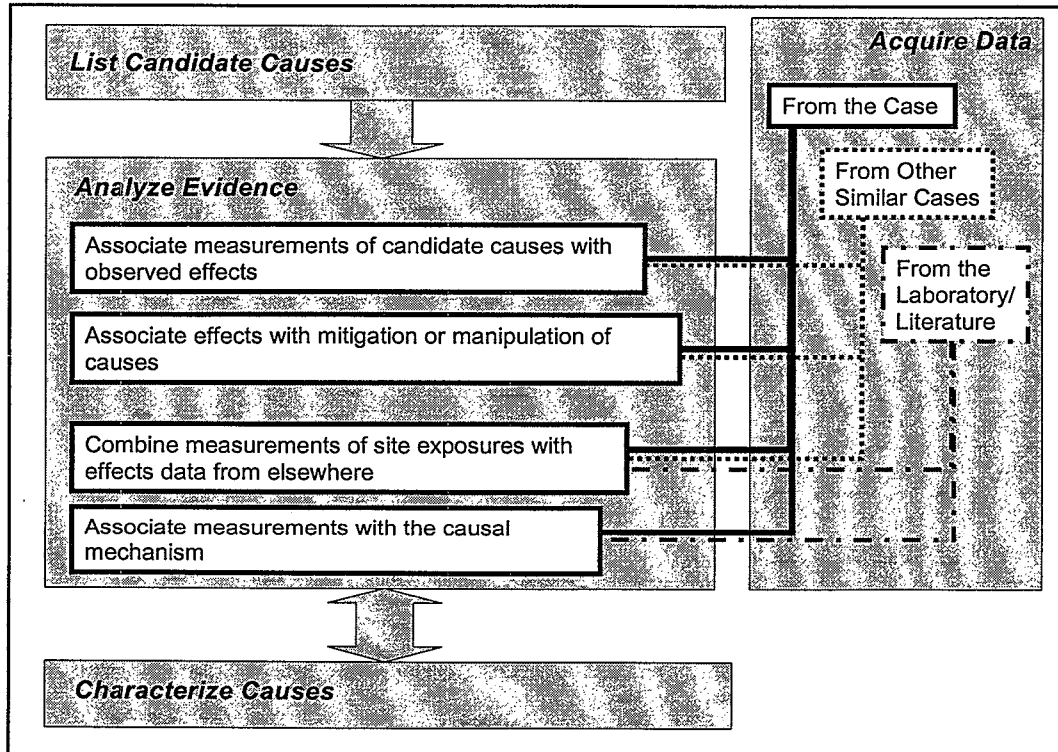 List Candidate Causes
Acquire Data
From the Case
From Other
Similar Cases
From the
Laboratory/
Literature
Analyze Evidence
Associate measurements of candidate causes with
observed effects
Associate effects with mitigation or manipulation of
causes
Combine measurements of site exposures with
effects data from elsewhere
Associate measurements with the causal
mechanism
Characterize Causes